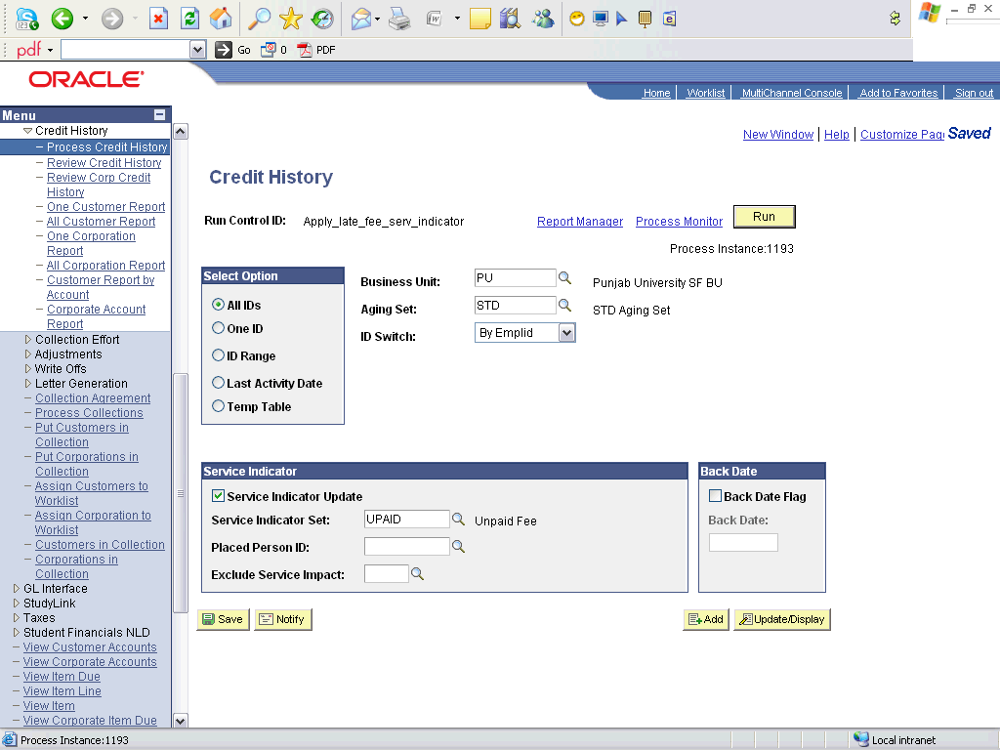 pdf
Go
0
PDF
ORACLE
Home
Worklist
MultiChannel Console
Add to Favorites
Sign out
Menu
Credit History
Process Credit History
Review Credit History
Review Corp Credit
History
One Customer Report
All Customer Report
One Corporation
Report
All Corporation Report
Customer Report by
Account
Corporate Account
Report
Collection Effort
Adjustments
Write Offs
Letter Generation
Collection Agreement
Process Collections
Put Customers in
Collection
Put Corporations in
Collection
Assign Customers to
Worklist
Assign Corporation to
Worklist
Customers in Collection
Corporations in
Collection
GL Interface
StudyLink
Taxes
Student Financials NLD
View Customer Accounts
View Corporate Accounts
View Item Due
View Item Line
View Item
View Corporate Item Due
New Window | Help | Customize Page
Saved
Credit History
Run Control ID: Apply_late_fee_serv_indicator
Report Manager
Process Monitor
Run
Process Instance:1193
Select Option
All IDs
One ID
ID Range
Last Activity Date
Temp Table
Business Unit: PU Punjab University SF BU
Aging Set: STD STD Aging Set
ID Switch: By Emplid
Service Indicator
Service Indicator Update
Service Indicator Set: UPAID Unpaid Fee
Placed Person ID:
Exclude Service Impact:
Back Date
Back Date Flag
Back Date:
Save
Notify
Add
Update/Display
Process Instance:1193
Local intranet